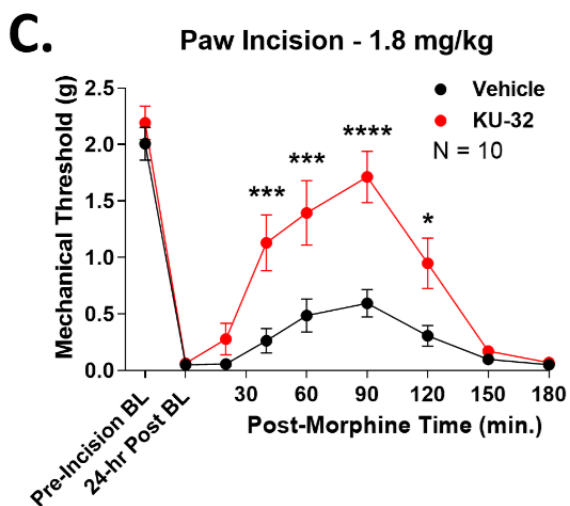 C.
Paw Incision - 1.8 mg/kg
Vehicle
KU-32
N = 10
Mechanical Threshold (g)
2.5
2.0
1.5
1.0
0.5
0.0
***
***
****
*
Pre-Incision BL
24-hr Post BL
30
60
90
120
150
180
Post-Morphine Time (min.)